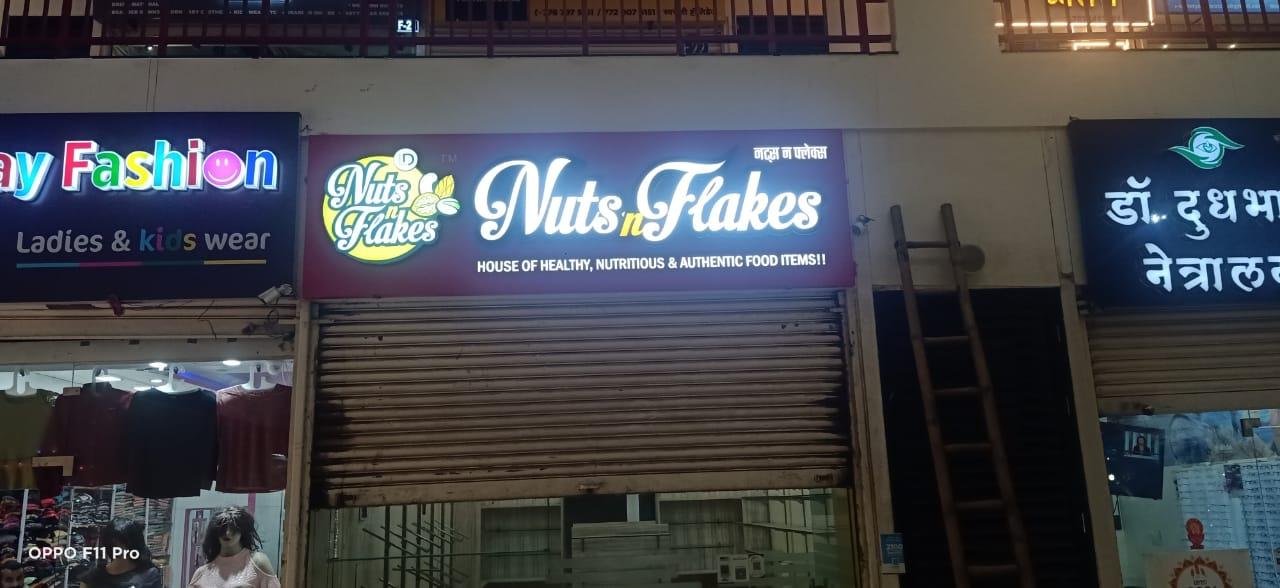 F-2
ay Fashion
Ladies & kids wear
Nuts
n
Flakes
TM
नट्स न फ्लेक्स
Nuts 'n Flakes
HOUSE OF HEALTHY, NUTRITIOUS & AUTHENTIC FOOD ITEMS!!
डॉ. दुधभा
नेत्राल
OPPO F11 Pro